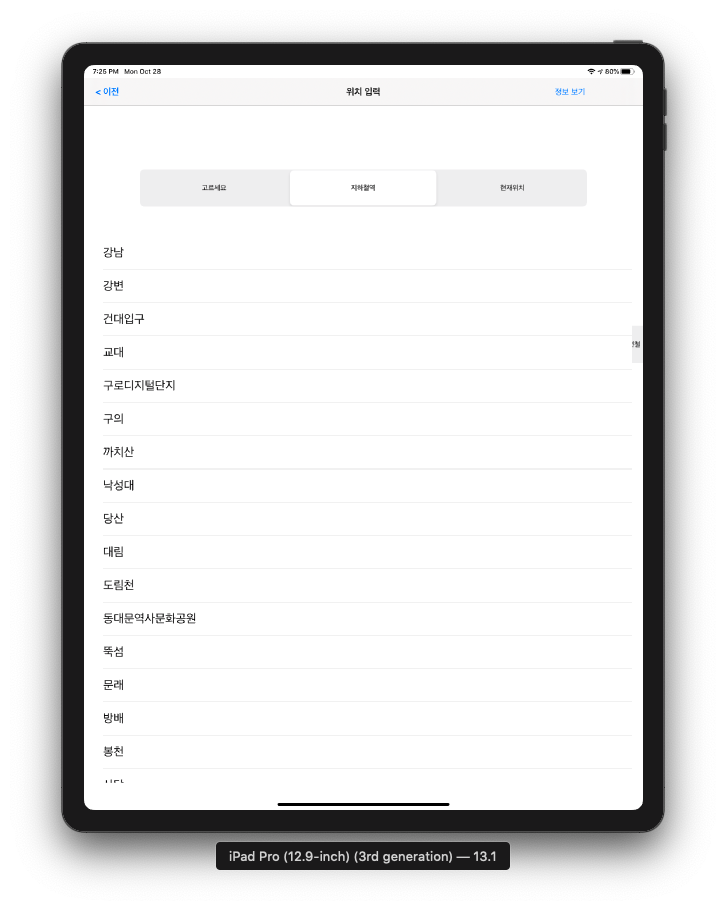 7:25 PM Mon Oct 28 80%
< 이전 위치 입력 정보 보기
고르세요 지하철역 현재위치
강남
강변
건대입구
교대
구로디지털단지
구의
까치산
낙성대
당산
대림
도림천
동대문역사문화공원
뚝섬
문래
방배
봉천
iPad Pro (12.9-inch) (3rd generation) — 13.1